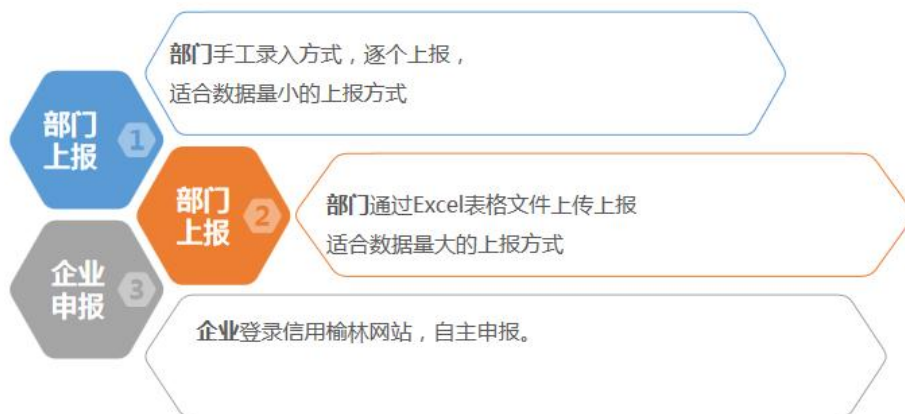 部门手工录入方式，逐个上报，
适合数据量小的上报方式
部门
上报
1
部门
上报
2
部门通过Excel表格文件上传上报
适合数据量大的上报方式
企业
申报
3
企业登录信用榆林网站，自主申报。